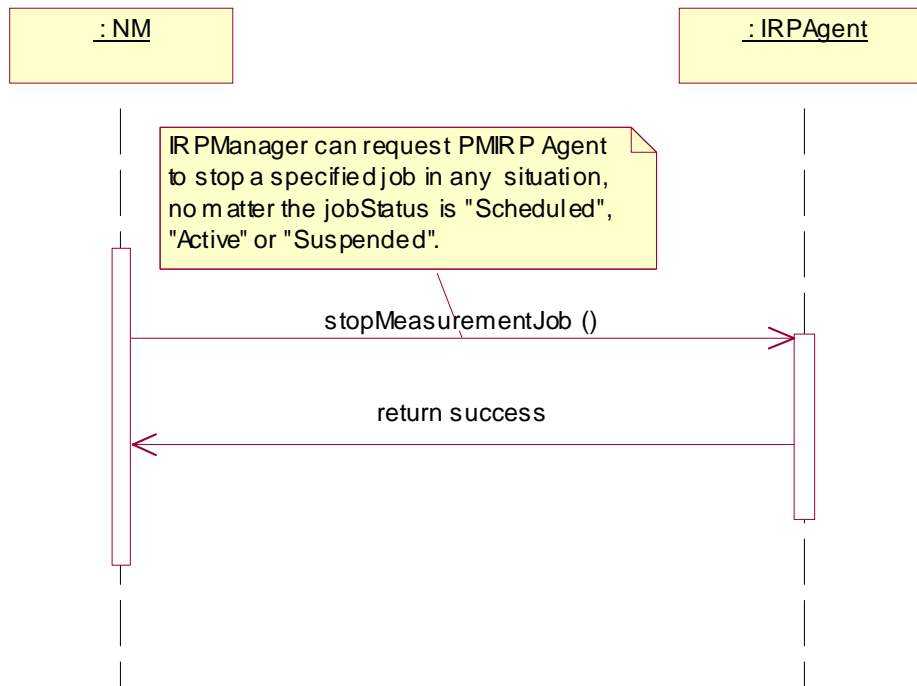 : NM
: IRPAgent
IRPManager can request PMIRP Agent
to stop a specified job in any situation,
no matter the jobStatus is "Scheduled",
"Active" or "Suspended".
stopMeasurementJob ()
return success